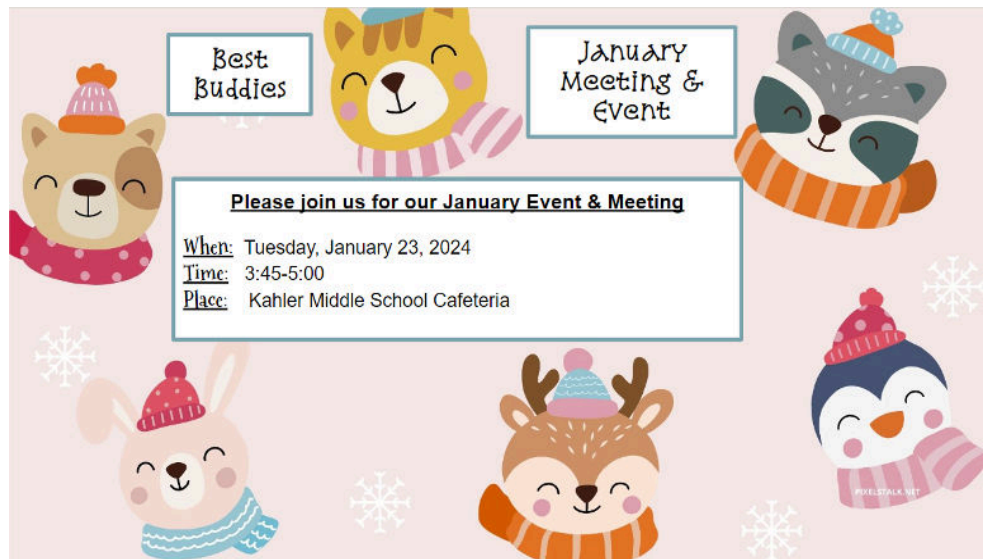 Best
Buddies
January
Meeting &
Event
Please join us for our January Event & Meeting
When: Tuesday, January 23, 2024
Time: 3:45-5:00
Place: Kahler Middle School Cafeteria
PIXELSTALK.NET